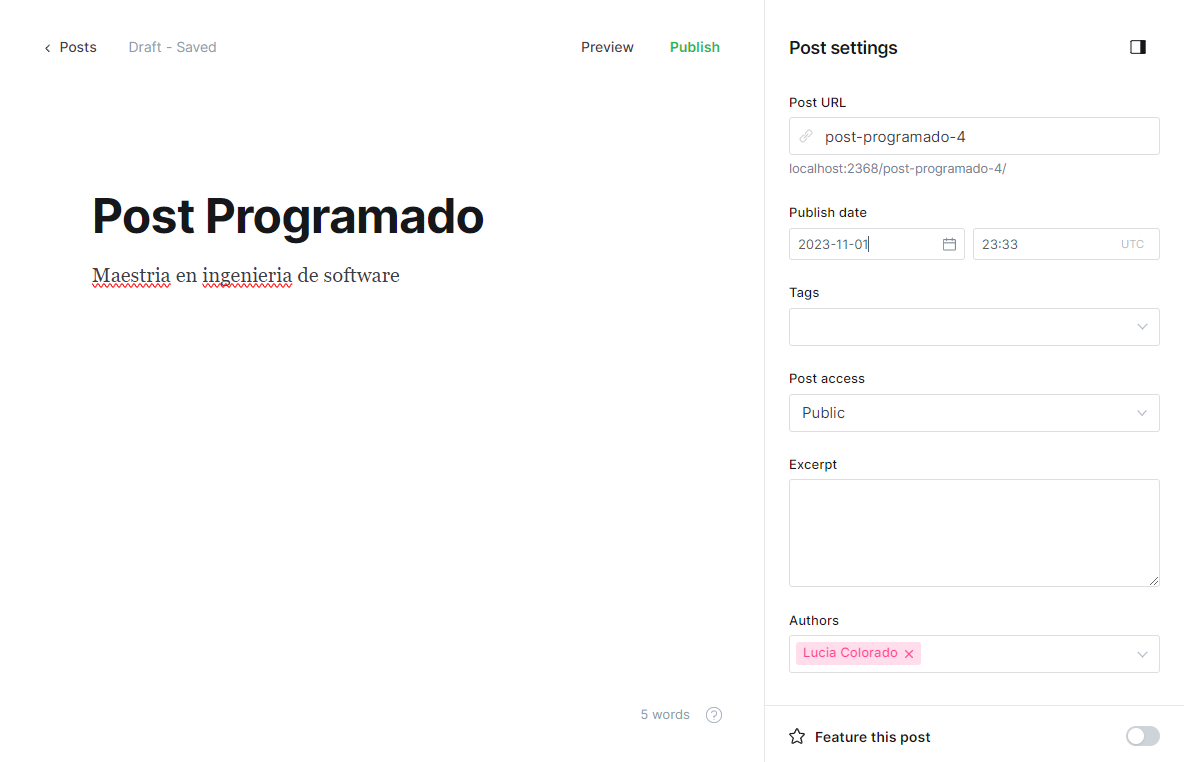 Posts
Draft - Saved
Preview
Publish
Post Programado
Maestria en ingenieria de software
5 words
?
Post settings
Post URL
post-programado-4
localhost:2368/post-programado-4/
Publish date
2023-11-01
23:33 UTC
Tags
Post access
Public
Excerpt
Authors
Lucia Colorado ×
Feature this post